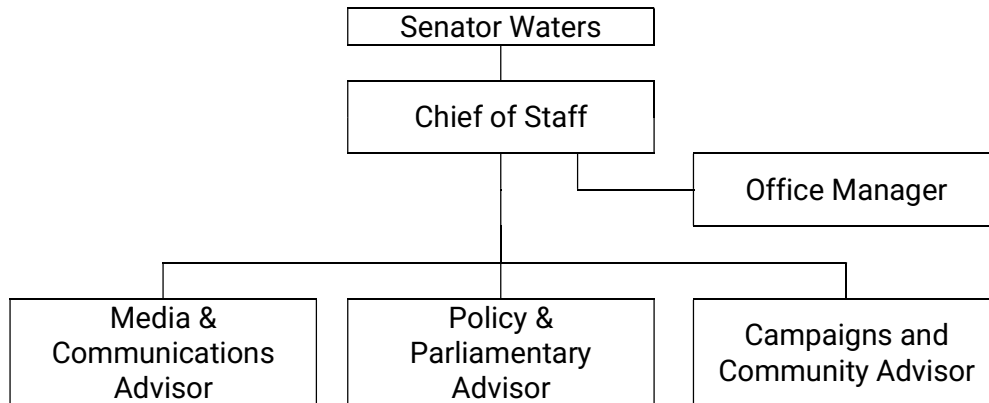 Senator Waters
Chief of Staff
Office Manager
Media &
Communications
Advisor
Policy &
Parliamentary
Advisor
Campaigns and
Community Advisor